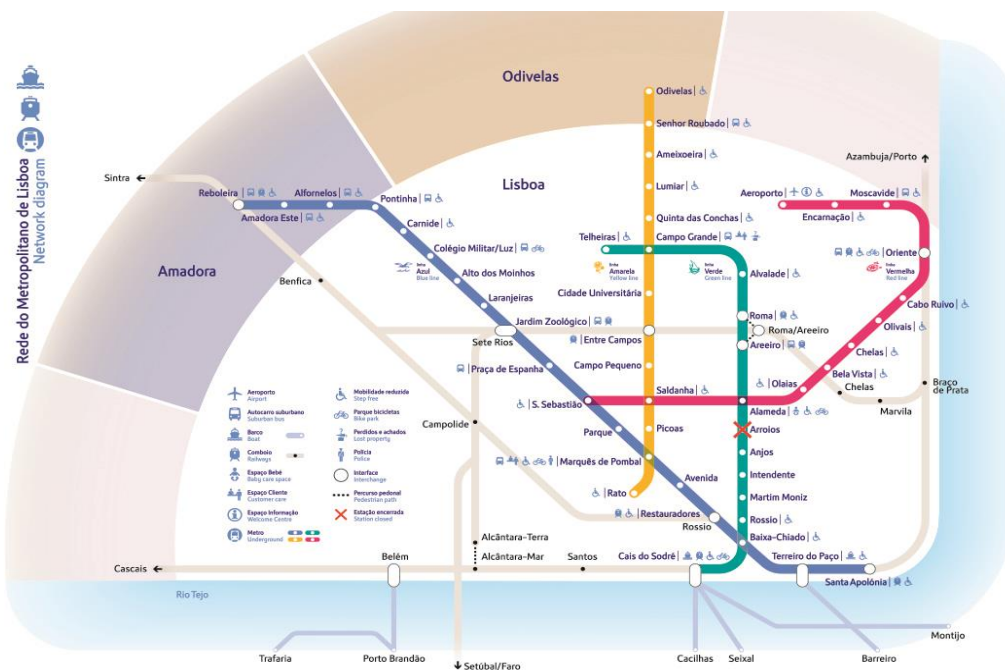 Rede do Metropolitano de Lisboa
Network diagram
Odivelas
Lisboa
Amadora
Sintra
Azambuja/Porto
Cascais
Setúbal/Faro
Rio Tejo
Reboleira
Amadora Este
Alfornelos
Pontinha
Carnide
Colégio Militar/Luz
Alto dos Moinhos
Laranjeiras
Jardim Zoológico
Sete Rios
Praça de Espanha
S. Sebastião
Parque
Marquês de Pombal
Avenida
Restauradores
Rossio
Baixa-Chiado
Terreiro do Paço
Santa Apolónia
linha
Azul
Blue line
Odivelas
Senhor Roubado
Ameixoeira
Lumiar
Quinta das Conchas
Campo Grande
Cidade Universitária
Entre Campos
Campo Pequeno
Saldanha
Picoas
Rato
linha
Amarela
Yellow line
Telheiras
Alvalade
Roma
Roma/Areeiro
Areeiro
Alameda
Arroios
Anjos
Intendente
Martim Moniz
Rossio
Cais do Sodré
linha
Verde
Green line
Aeroporto
Encarnação
Moscavide
Oriente
Cabo Ruivo
Olivais
Chelas
Bela Vista
Olaias
linha
Vermelha
Red line
Benfica
Campolide
Chelas
Marvila
Braço
de Prata
Alcântara-Terra
Alcântara-Mar
Santos
Belém
Trafaria
Porto Brandão
Cacilhas
Seixal
Barreiro
Montijo
Aeroporto
Airport
Autocarro suburbano
Suburban bus
Barco
Boat
Comboio
Railways
Espaço Bebé
Baby care space
Espaço Cliente
Customer care
Espaço Informação
Welcome Centre
Metro
Underground
Mobilidade reduzida
Step free
Parque bicicletas
Bike park
Perdidos e achados
Lost property
Polícia
Police
Interface
Interchange
Percurso pedonal
Pedestrian path
Estação encerrada
Station closed